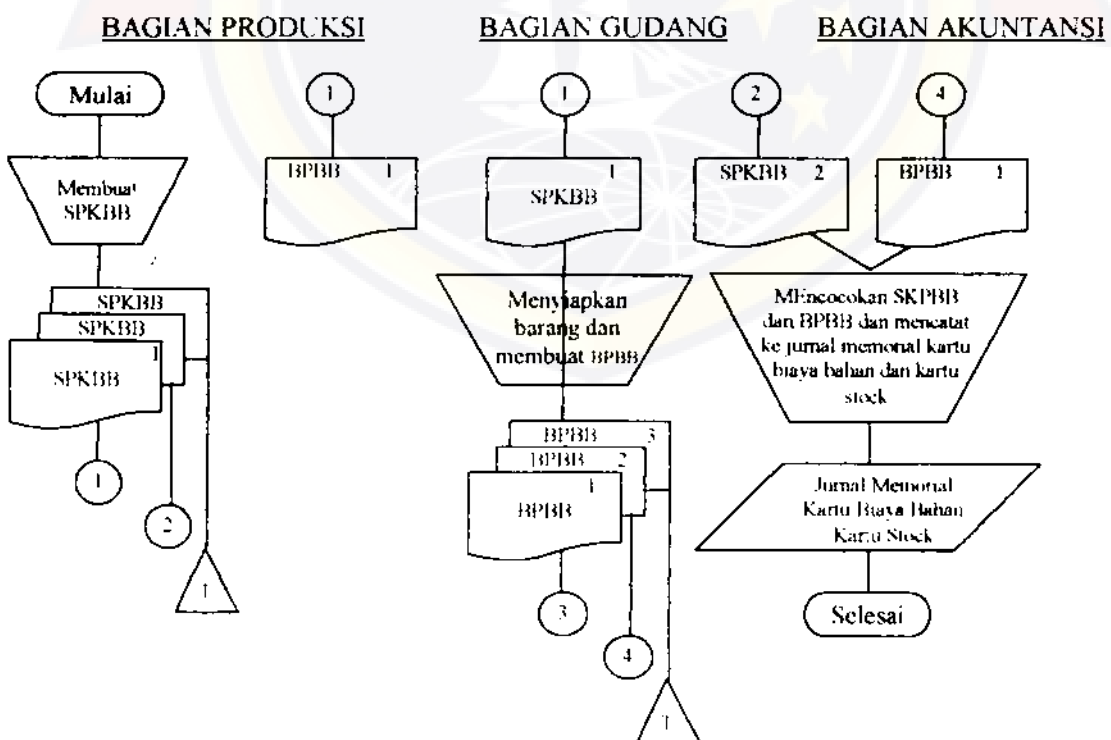 BAGIAN PRODUKSI
BAGIAN GUDANG
BAGIAN AKUNTANSI
Mulai
Membuat
SPKBB
SPKBB
SPKBB
1
SPKBB
1
2
1
BPBB 1
1
1
SPKBB
Menyiapkan
barang dan
membuat BPBB
BPBB 3
BPBB 2
1
BPBB
3
4
2
4
SPKBB 2
BPBB 1
MEncocokan SKPBB
dan BPBB dan mencatat
ke jurnal memorial kartu
biaya bahan dan kartu
stock
Jurnal Memorial
Kartu Biaya Bahan
Kartu Stock
Selesai